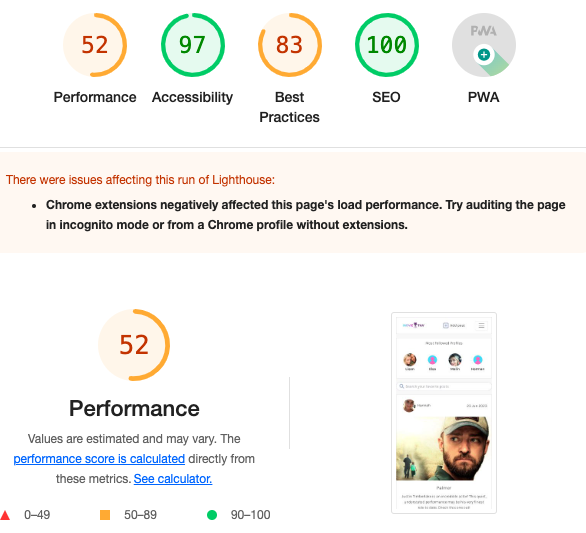 52
97
83
100
PWA
Performance
Accessibility
Best
Practices
SEO
PWA
There were issues affecting this run of Lighthouse:
• Chrome extensions negatively affected this page's load performance. Try auditing the page
in incognito mode or from a Chrome profile without extensions.
52
Performance
Values are estimated and may vary. The
performance score is calculated directly from
these metrics. See calculator.
0–49
50–89
90–100
Most followed profiles